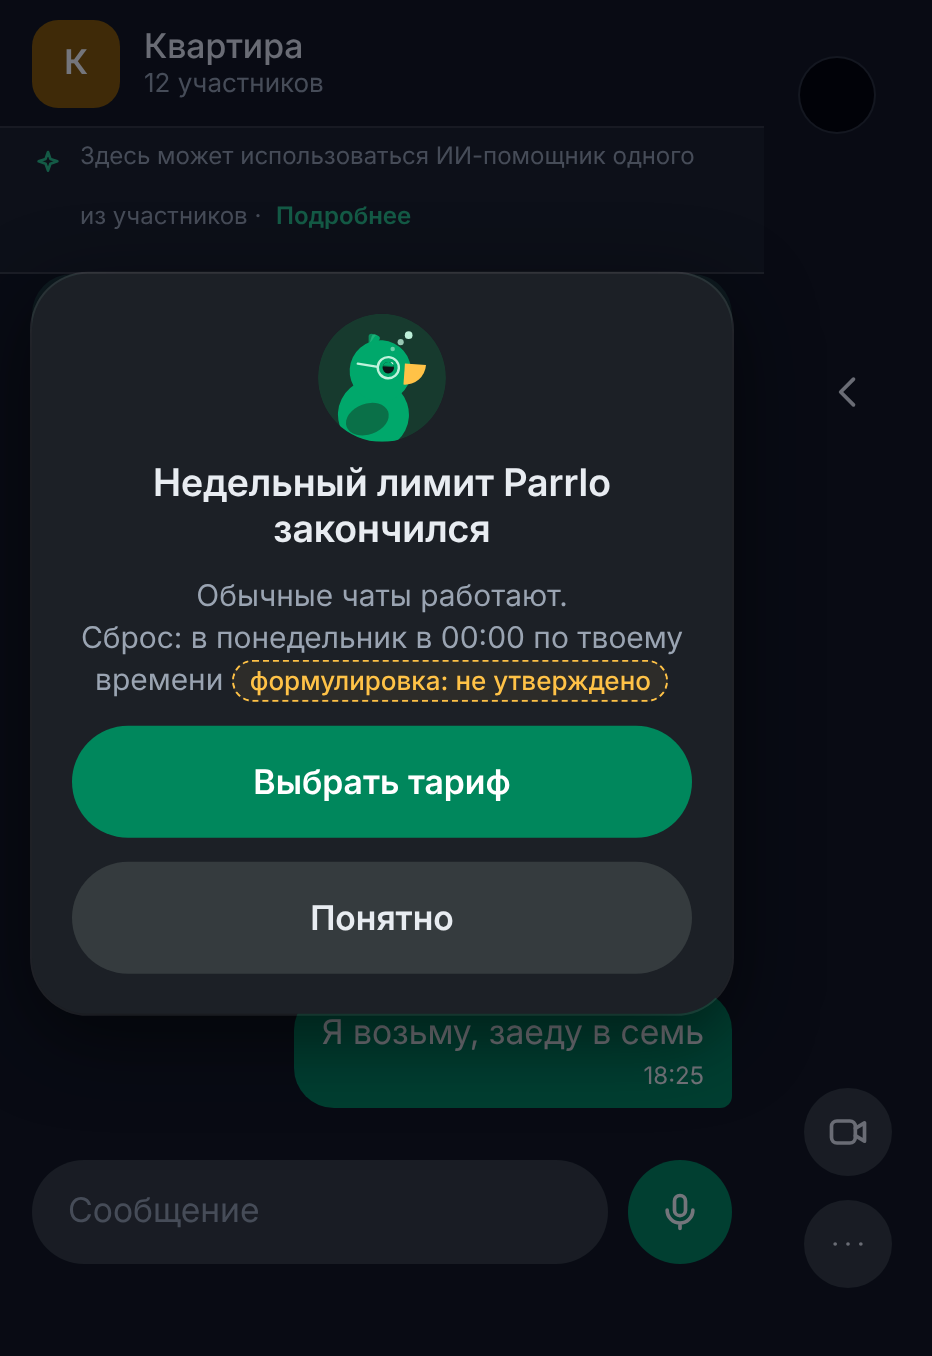 К
Квартира
12 участников
Здесь может использоваться ИИ-помощник одного
из участников · Подробнее
Недельный лимит Parrlo
закончился
Обычные чаты работают.
Сброс: в понедельник в 00:00 по твоему
времени формулировка: не утверждено
Выбрать тариф
Понятно
Я возьму, заеду в семь
18:25
Сообщение